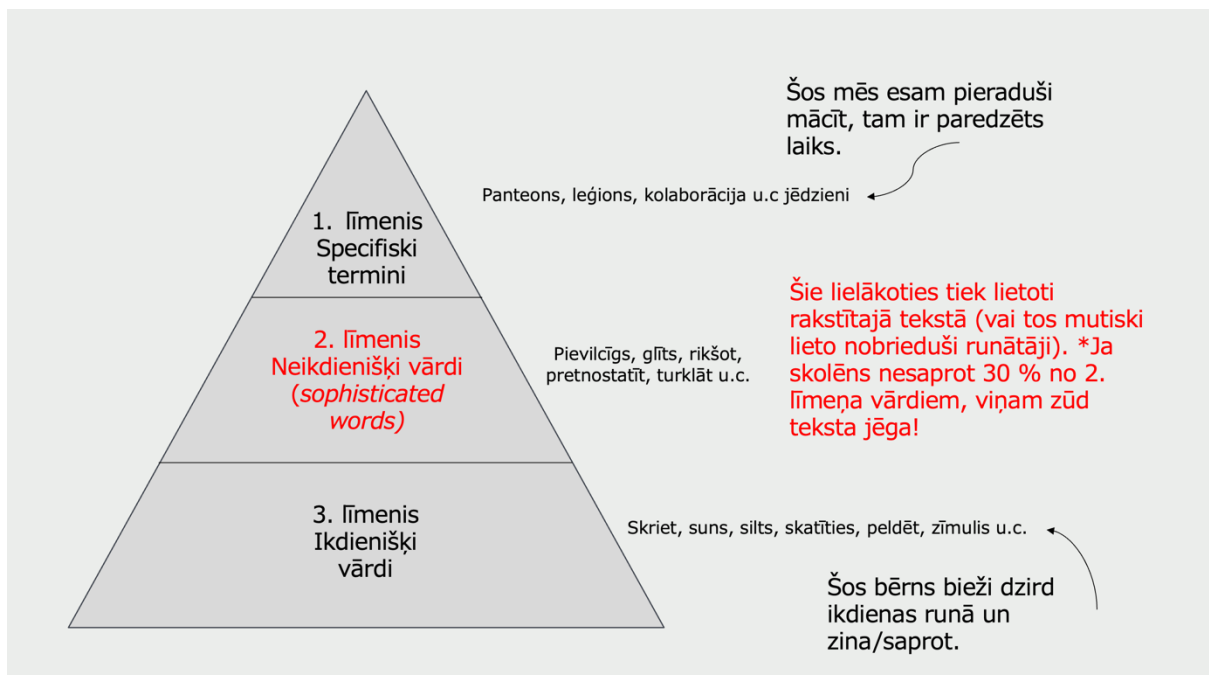 Šos mēs esam pieraduši
mācīt, tam ir paredzēts
laiks.
Panteons, leģions, kolaborācija u.c jēdzieni
1. līmenis
Specifiski
termini
Šie lielākoties tiek lietoti
rakstītajā tekstā (vai tos mutiski
lieto nobrieduši runātāji). *Ja
skolēns nesaprot 30 % no 2.
līmeņa vārdiem, viņam zūd
teksta jēga!
2. līmenis
Neikdienišķi vārdi
(sophisticated
words)
Pievilcīgs, glīts, rikšot,
pretnostatīt, turklāt u.c.
3. līmenis
Ikdienišķi
vārdi
Skriet, suns, silts, skatīties, peldēt, zīmulis u.c.
Šos bērns bieži dzird
ikdienas runā un
zina/saprot.